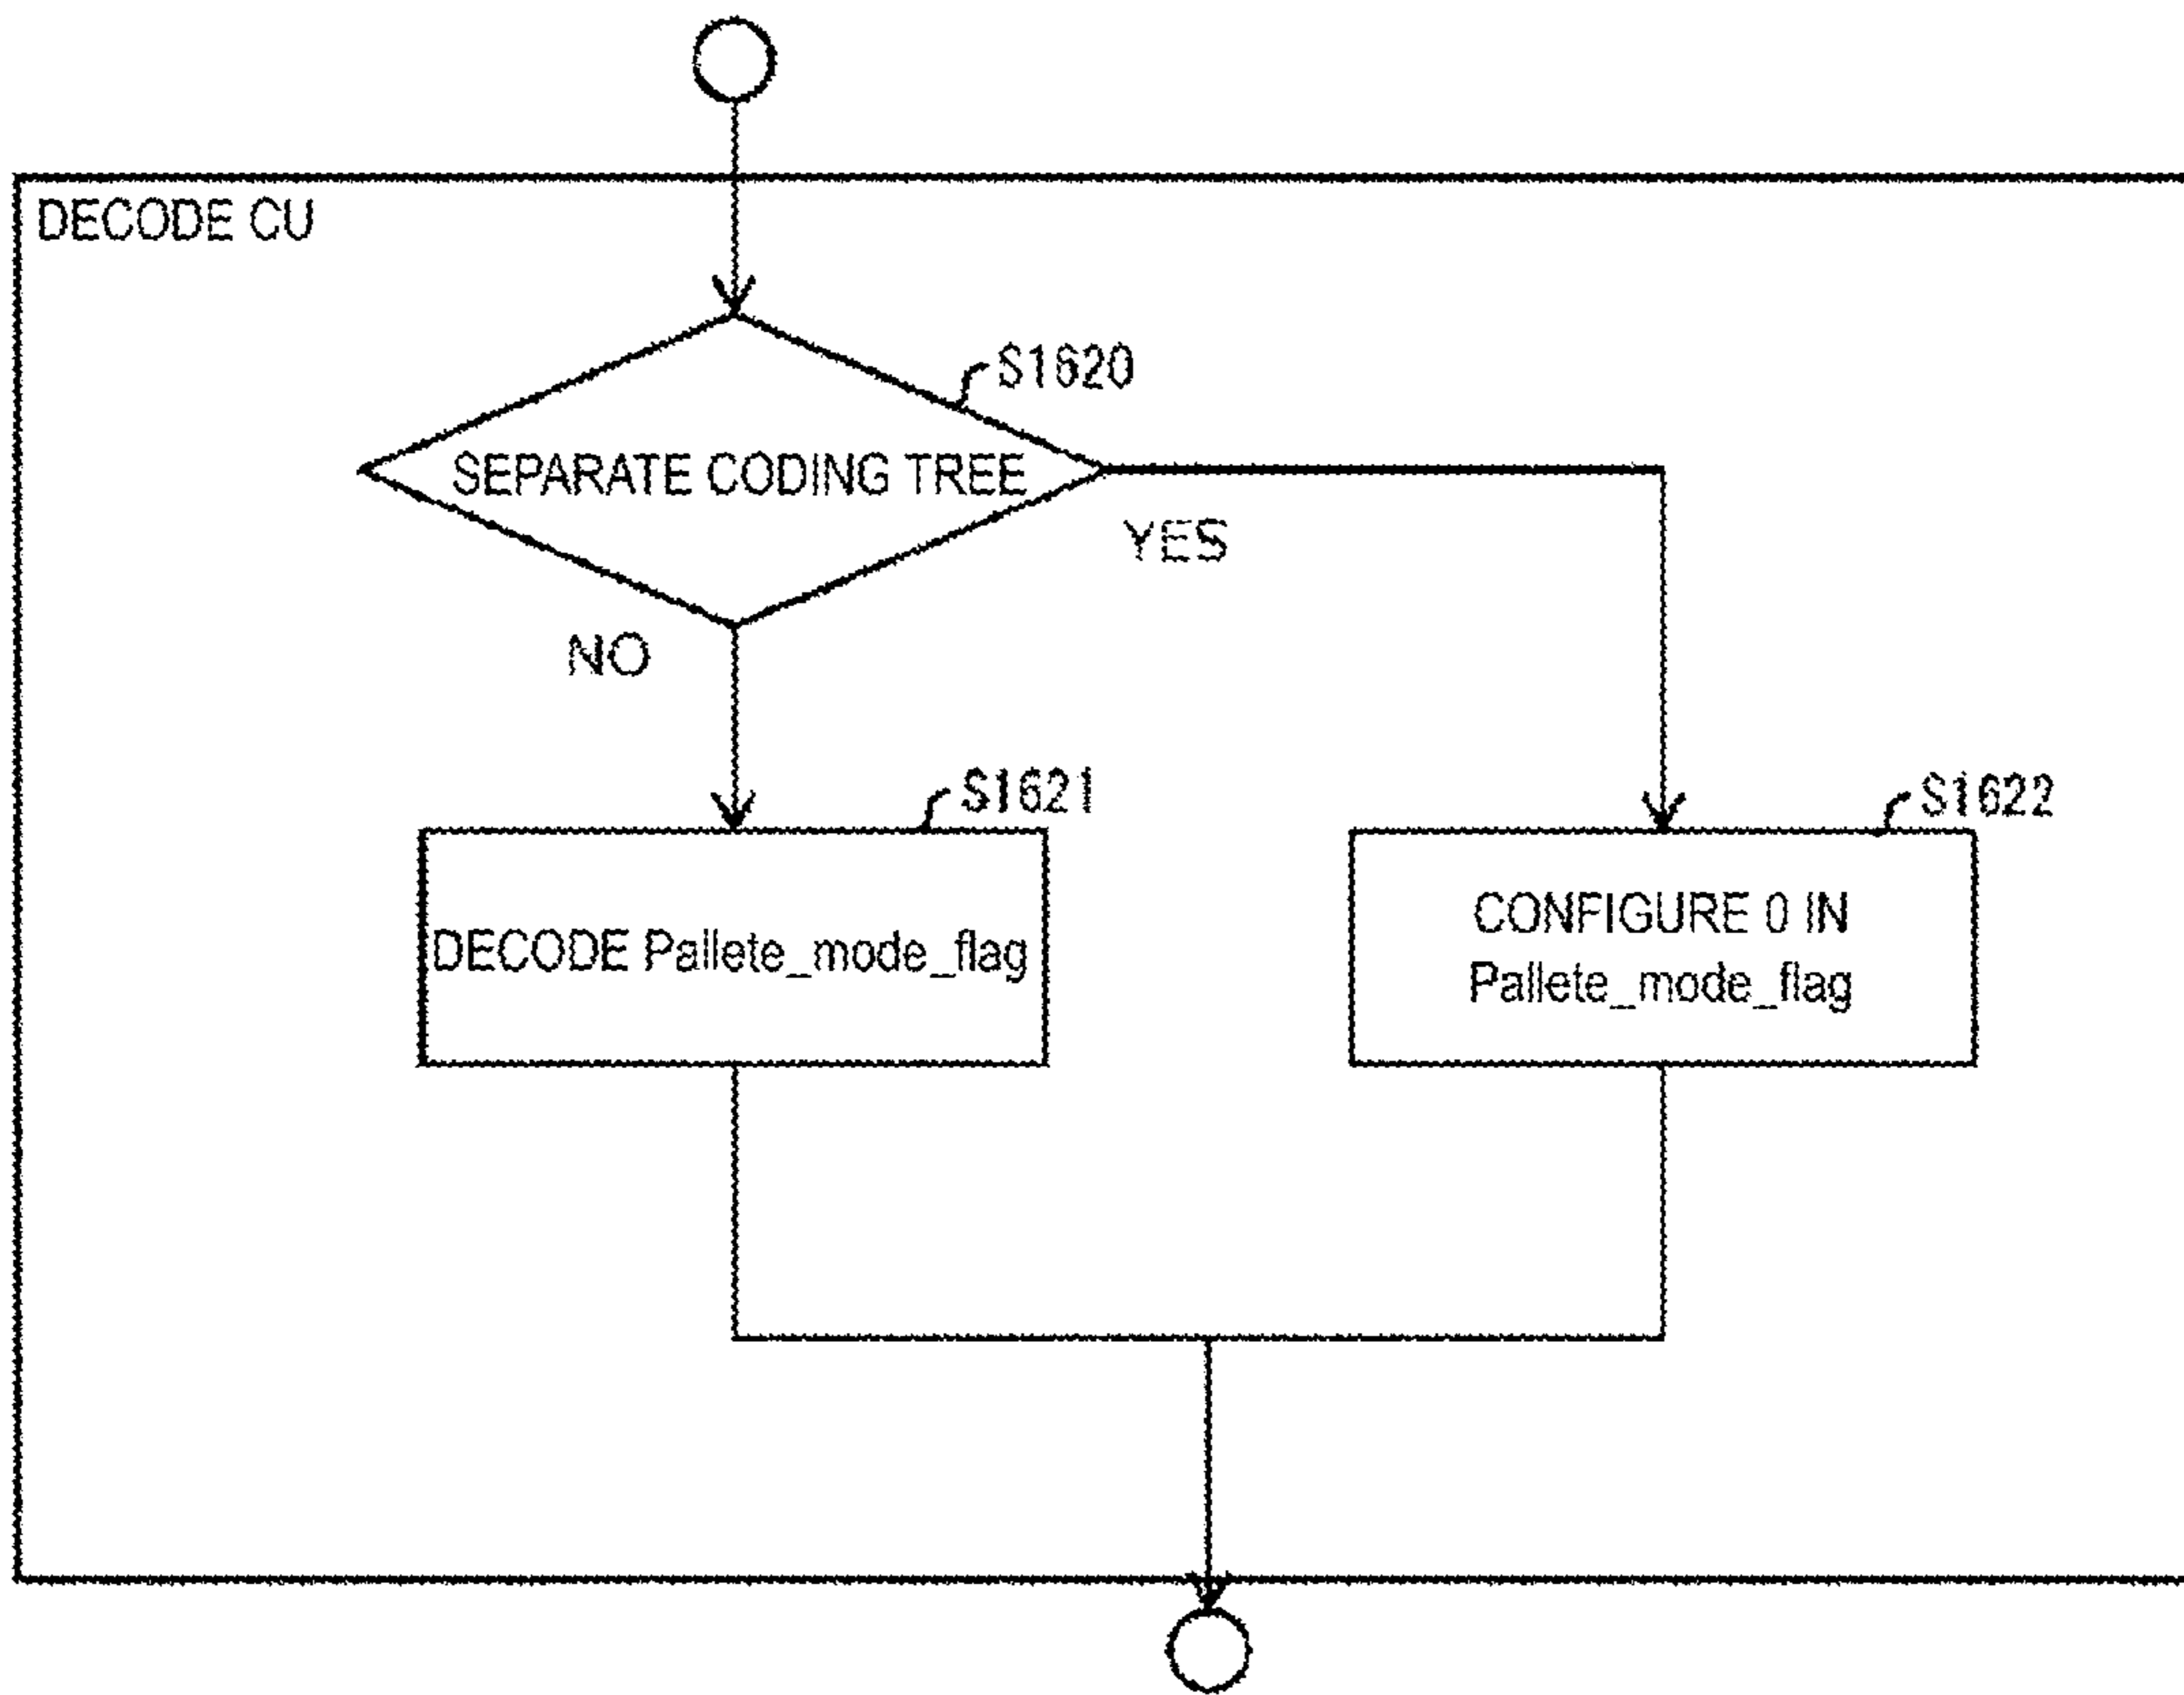 DECODE CU
S1620
SEPARATE CODING TREE
YES
NO
S1621
S1622
DECODE Pallete_mode_flag
CONFIGURE 0 IN
Pallete_mode_flag